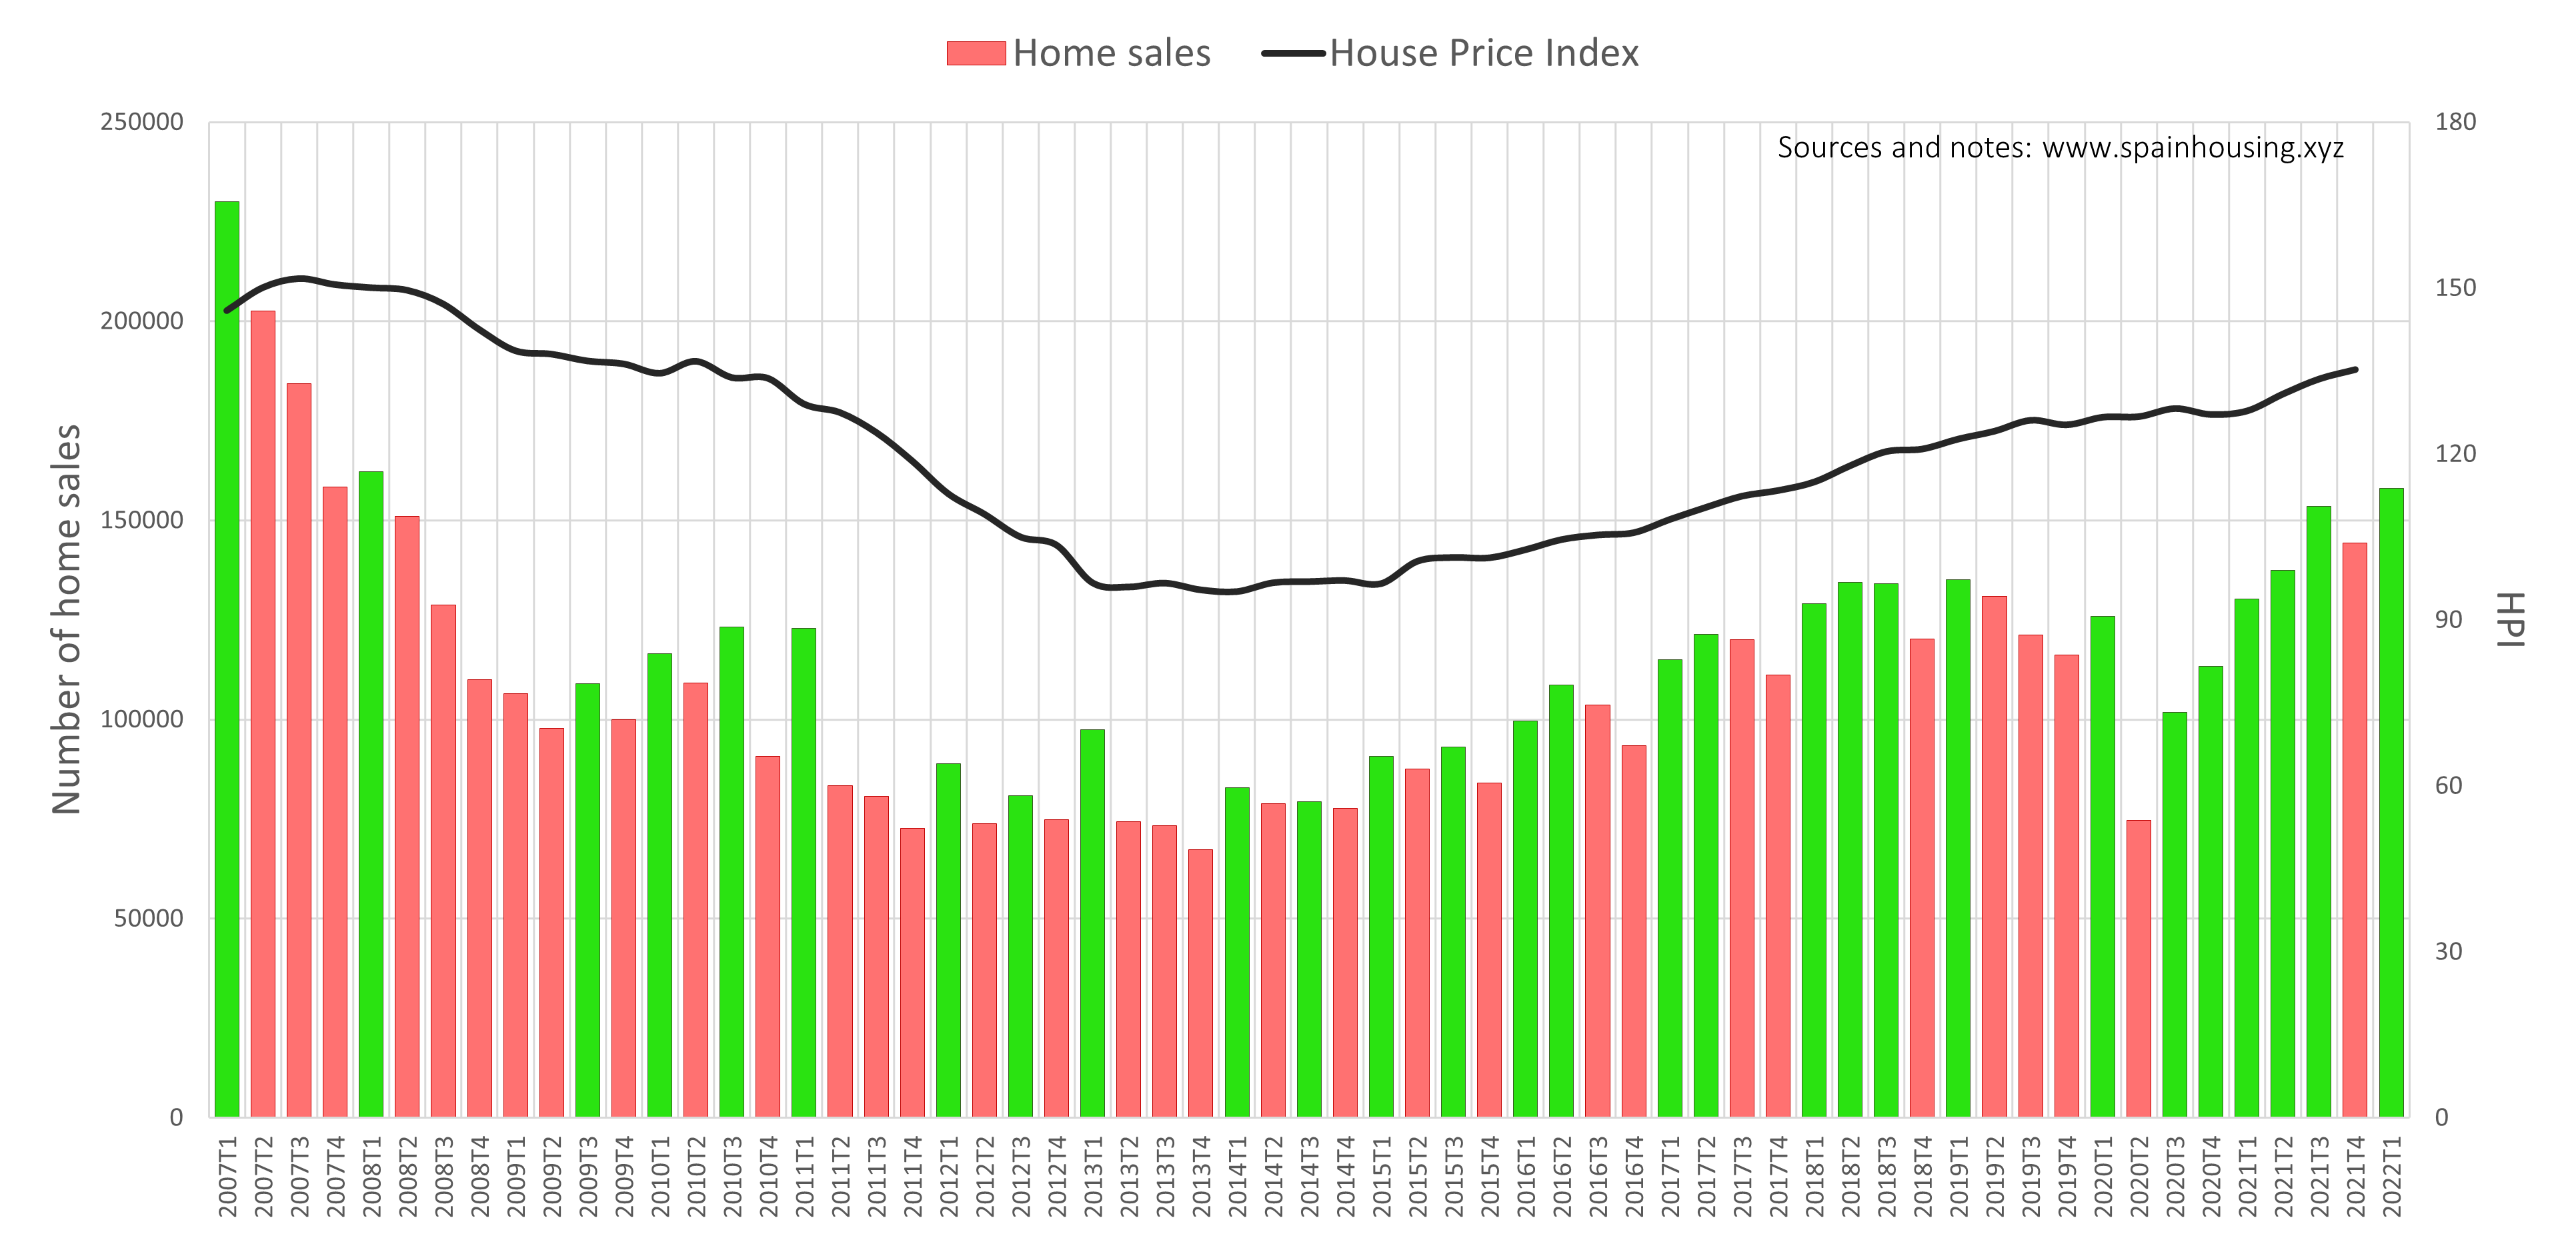 Home sales House Price Index
Sources and notes: www.spainhousing.xyz
Number of home sales
250000
200000
150000
100000
50000
0
180
150
120
90
60
30
0
HPI
2007T1
2007T2
2007T3
2007T4
2008T1
2008T2
2008T3
2008T4
2009T1
2009T2
2009T3
2009T4
2010T1
2010T2
2010T3
2010T4
2011T1
2011T2
2011T3
2011T4
2012T1
2012T2
2012T3
2012T4
2013T1
2013T2
2013T3
2013T4
2014T1
2014T2
2014T3
2014T4
2015T1
2015T2
2015T3
2015T4
2016T1
2016T2
2016T3
2016T4
2017T1
2017T2
2017T3
2017T4
2018T1
2018T2
2018T3
2018T4
2019T1
2019T2
2019T3
2019T4
2020T1
2020T2
2020T3
2020T4
2021T1
2021T2
2021T3
2021T4
2022T1